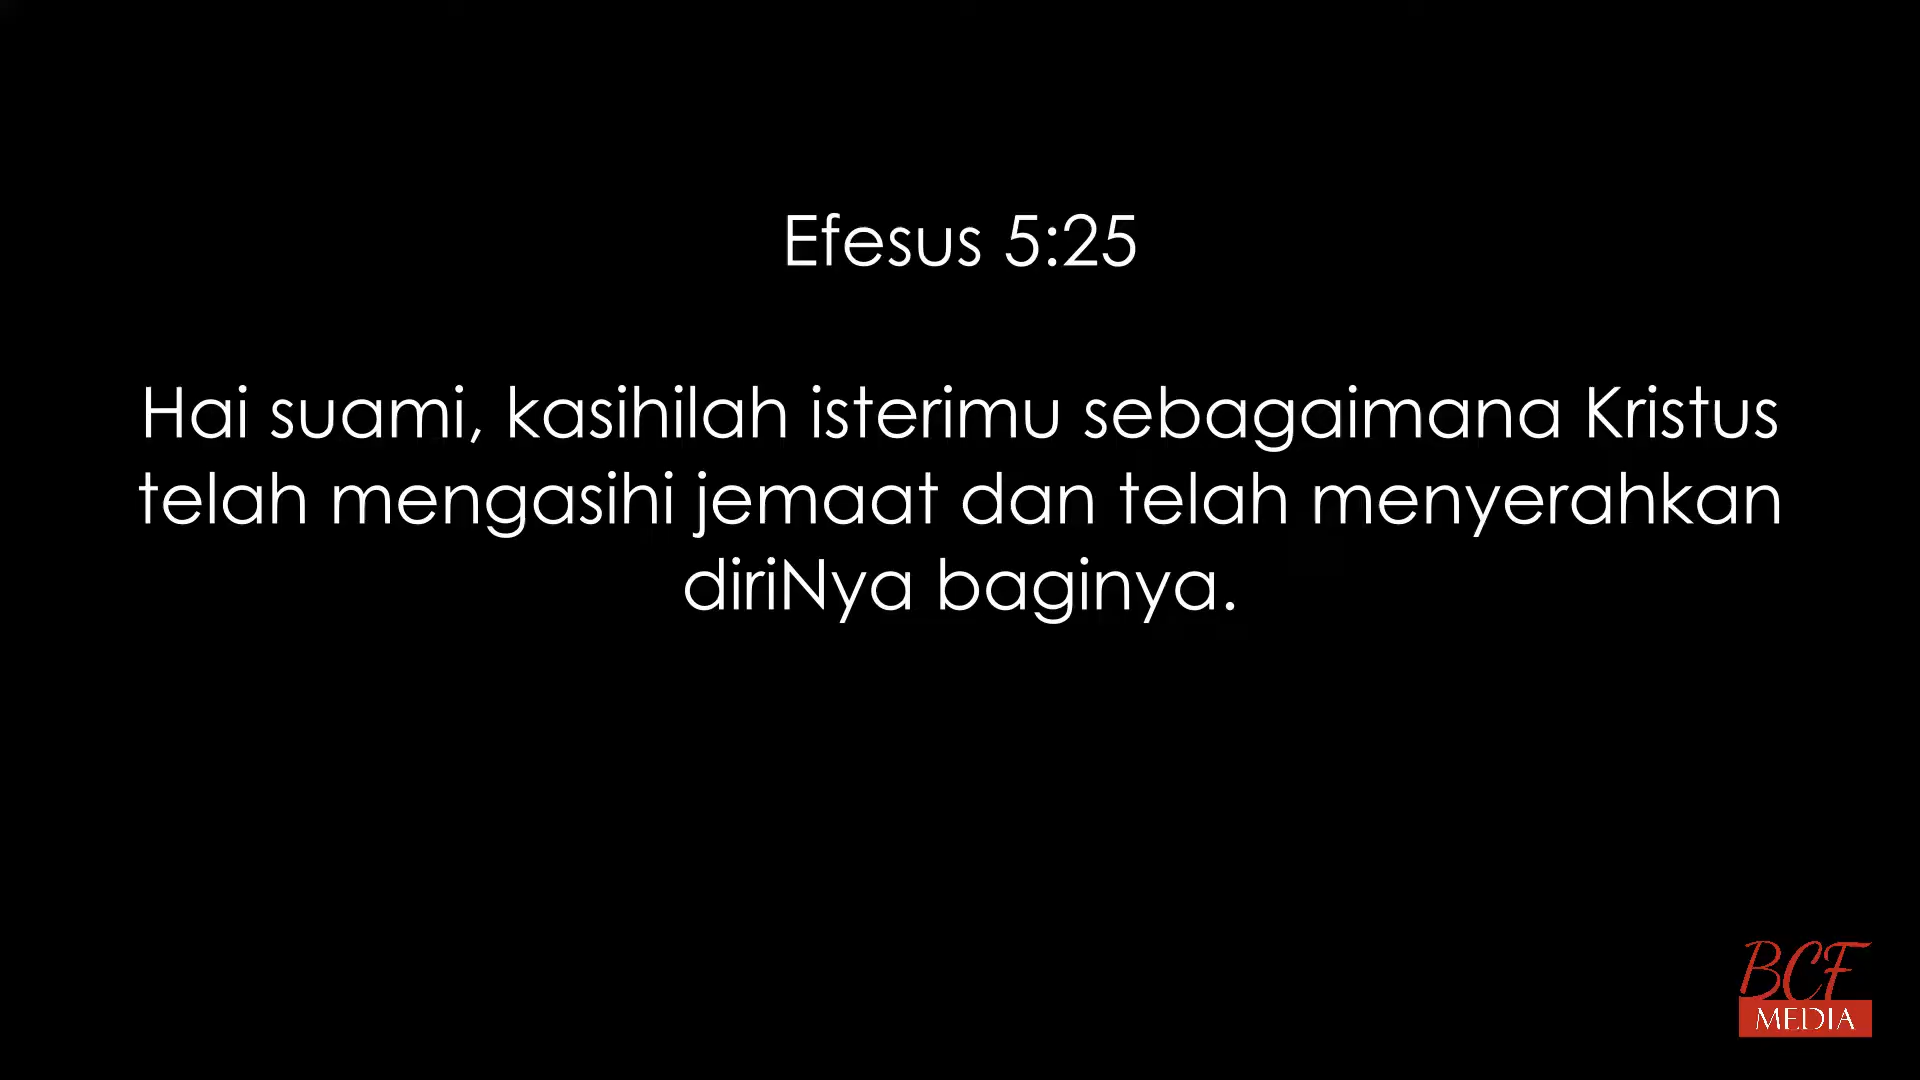 Efesus 5:25
Hai suami, kasihilah isterimu sebagaimana Kristus
telah mengasihi jemaat dan telah menyerahkan
diriNya baginya.
BCF
MEDIA